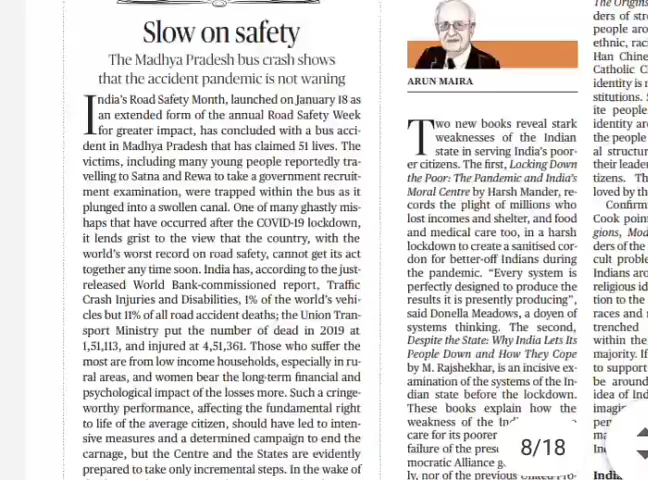 Slow on safety
The Madhya Pradesh bus crash shows
that the accident pandemic is not waning
India's Road Safety Month, launched on January 18 as
an extended form of the annual Road Safety Week
for greater impact, has concluded with a bus acci-
dent in Madhya Pradesh that has claimed 51 lives. The
victims, including many young people reportedly tra-
velling to Satna and Rewa to take a government recruit-
ment examination, were trapped within the bus as it
plunged into a swollen canal. One of many ghastly mis-
haps that have occurred after the COVID-19 lockdown,
it lends grist to the view that the country, with the
world's worst record on road safety, cannot get its act
together any time soon. India has, according to the just-
released World Bank-commissioned report, Traffic
Crash Injuries and Disabilities, 1% of the world's vehi-
cles but 11% of all road accident deaths; the Union Tran-
sport Ministry put the number of dead in 2019 at
1,51,113, and injured at 4,51,361. Those who suffer the
most are from low income households, especially in ru-
ral areas, and women bear the long-term financial and
psychological impact of the losses more. Such a cringe-
worthy performance, affecting the fundamental right
to life of the average citizen, should have led to inten-
sive measures and a determined campaign to end the
carnage, but the Centre and the States are evidently
prepared to take only incremental steps. In the wake of
ARUN MAIRA
Two new books reveal stark
weaknesses of the Indian
state in serving India's poor-
er citizens. The first, Locking Down
the Poor: The Pandemic and India's
Moral Centre by Harsh Mander, re-
cords the plight of millions who
lost incomes and shelter, and food
and medical care too, in a harsh
lockdown to create a sanitised cor-
don for better-off Indians during
the pandemic. "Every system is
perfectly designed to produce the
results it is presently producing",
said Donella Meadows, a doyen of
systems thinking. The second,
Despite the State: Why India Lets Its
People Down and How They Cope
by M. Rajshekhar, is an incisive ex-
amination of the systems of the In-
dian state before the lockdown.
These books explain how the
weakness of the
care for its poorer
failure of the
mocratic Alliance
ly, nor of the previous
The Origins
ders of
people
ethnic,
Han Chine
Catholic
identity is
stitutions.
ite people
identity are
the people
al
their leade
tizens.
loved by
Confirm
Cook
gions,
ders of the
cult
Indians
religious
tion to the
races and
trenched
within the
majority.
to support
be around
idea of
8/18